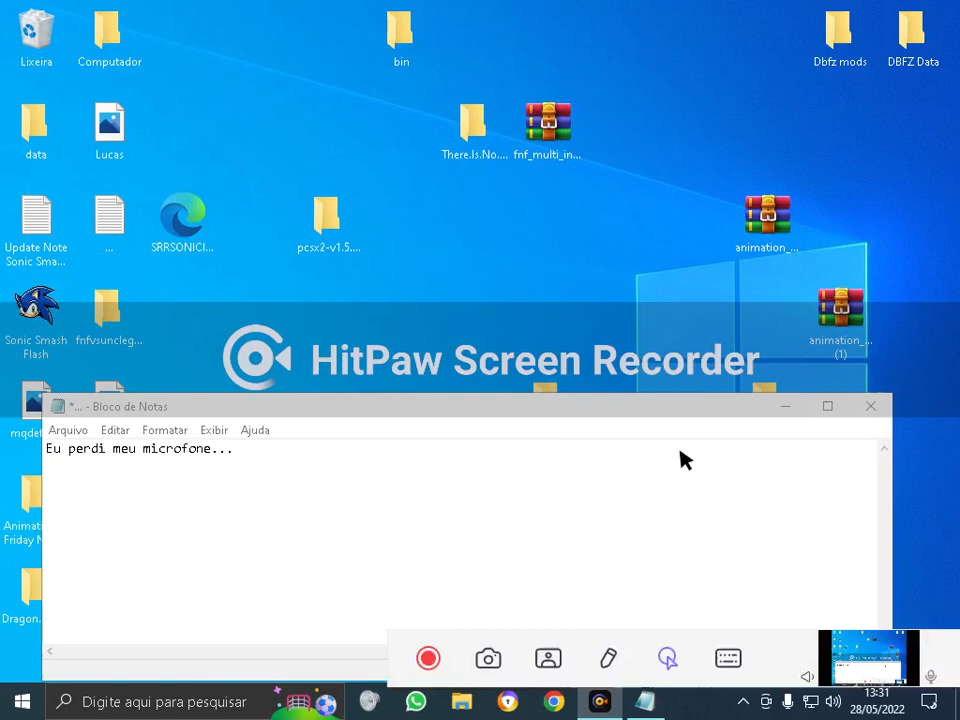 Lixeira
Computador
bin
Dbfz mods
DBFZ Data
data
Lucas
There.Is.No....
fnf_multi_in...
Update Note
Sonic Sma...
...
SRRSONICI...
pcsx2-v1.5....
animation_...
Sonic Smash
Flash
fnfvsuncleg...
animation_...
(1)
HitPaw Screen Recorder
*... - Bloco de Notas
Arquivo Editar Formatar Exibir Ajuda
Eu perdi meu microfone...
Digite aqui para pesquisar
13:31
28/05/2022